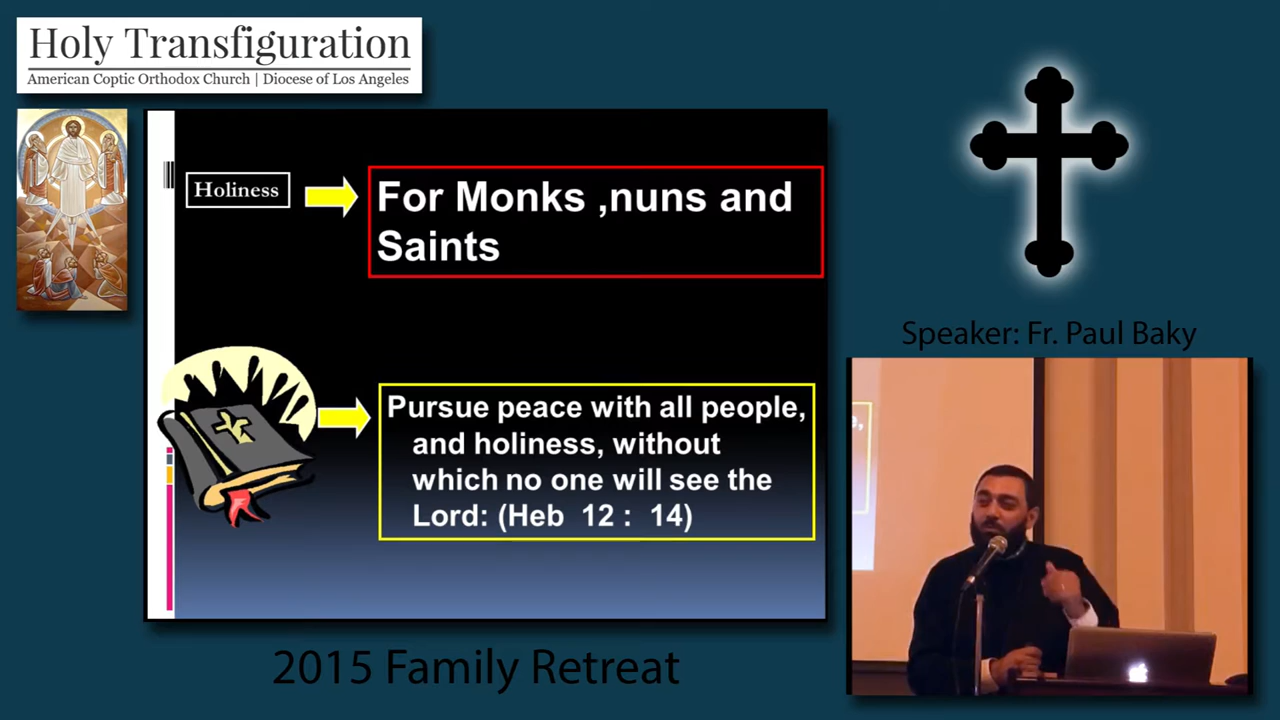 Holy Transfiguration
American Coptic Orthodox Church | Diocese of Los Angeles
Holiness
For Monks ,nuns and
Saints
Pursue peace with all people,
and holiness, without
which no one will see the
Lord: (Heb 12 : 14)
Speaker: Fr. Paul Baky
2015 Family Retreat